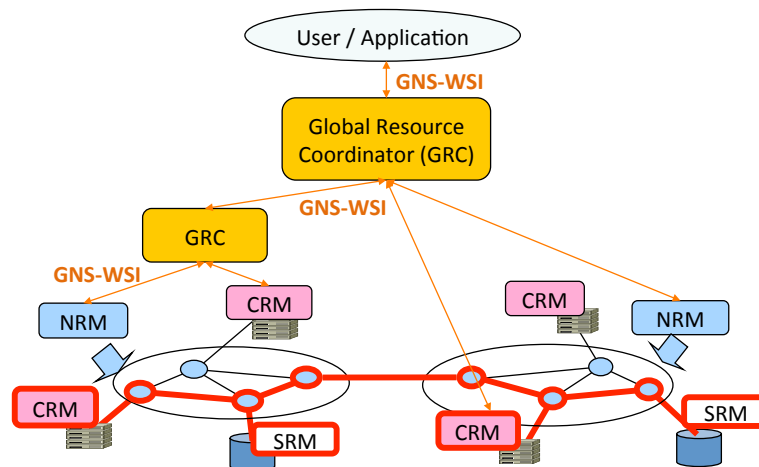 User / Application
GNS-WSI
Global Resource
Coordinator (GRC)
GNS-WSI
GRC
GNS-WSI
CRM
CRM
NRM
NRM
CRM
SRM
CRM
SRM